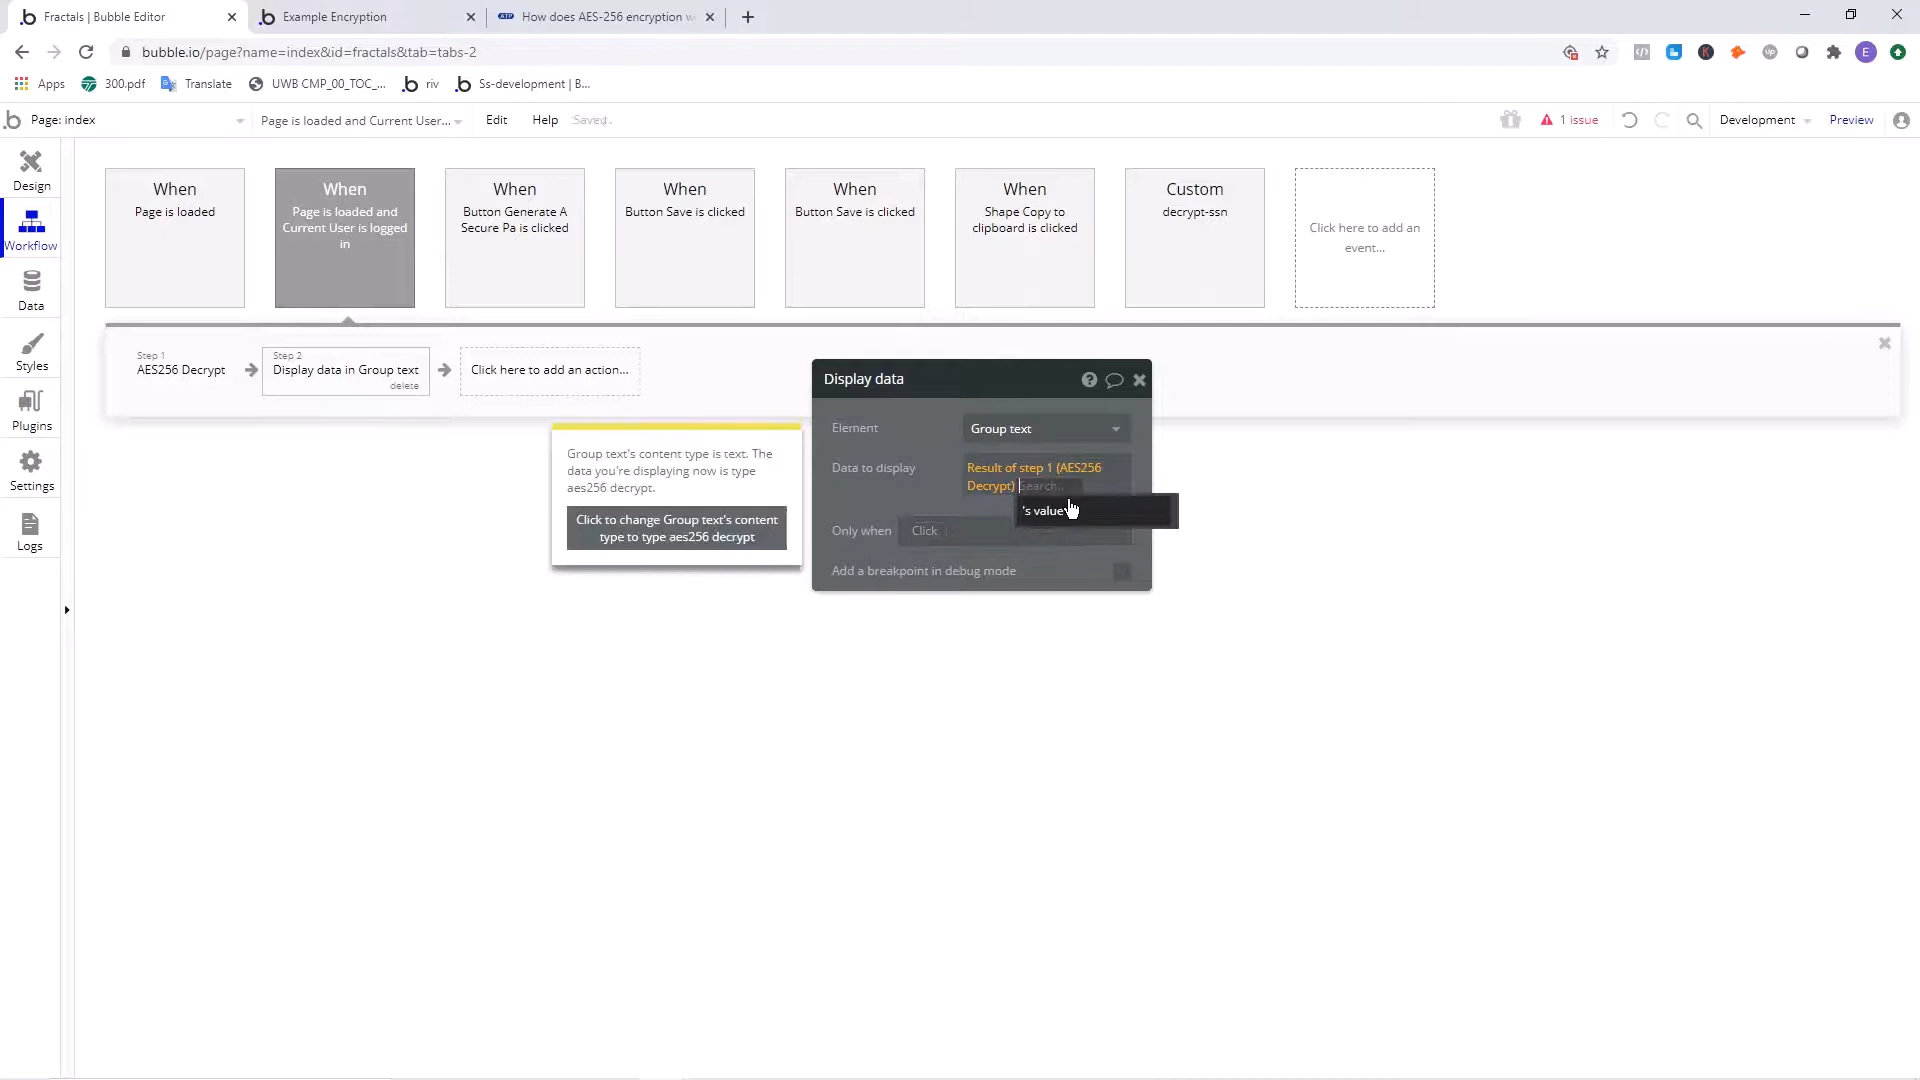 Fractals | Bubble Editor
Example Encryption
ATP
How does AES-256 encryption w
bubble.io/page?name=index&id=fractals&tab=tabs-2
E
Apps
300.pdf
Translate
UWB CMP_00_TOC_...
riv
Ss-development | B...
Page: index
Page is loaded and Current User...
Edit
Help
Saved.
1 issue
Development
Preview
Design
Workflow
Data
Styles
Plugins
Settings
Logs
When
Page is loaded
When
Page is loaded and
Current User is logged
in
When
Button Generate A
Secure Pa is clicked
When
Button Save is clicked
When
Button Save is clicked
When
Shape Copy to
clipboard is clicked
Custom
decrypt-ssn
Click here to add an
event...
Step 1
AES256 Decrypt
Step 2
Display data in Group text
delete
Click here to add an action...
Group text's content type is text. The
data you're displaying now is type
aes256 decrypt.
Click to change Group text's content
type to type aes256 decrypt
Display data
Element
Group text
Data to display
Result of step 1 (AES256
Decrypt) Search...
's value
Only when
Click
Add a breakpoint in debug mode